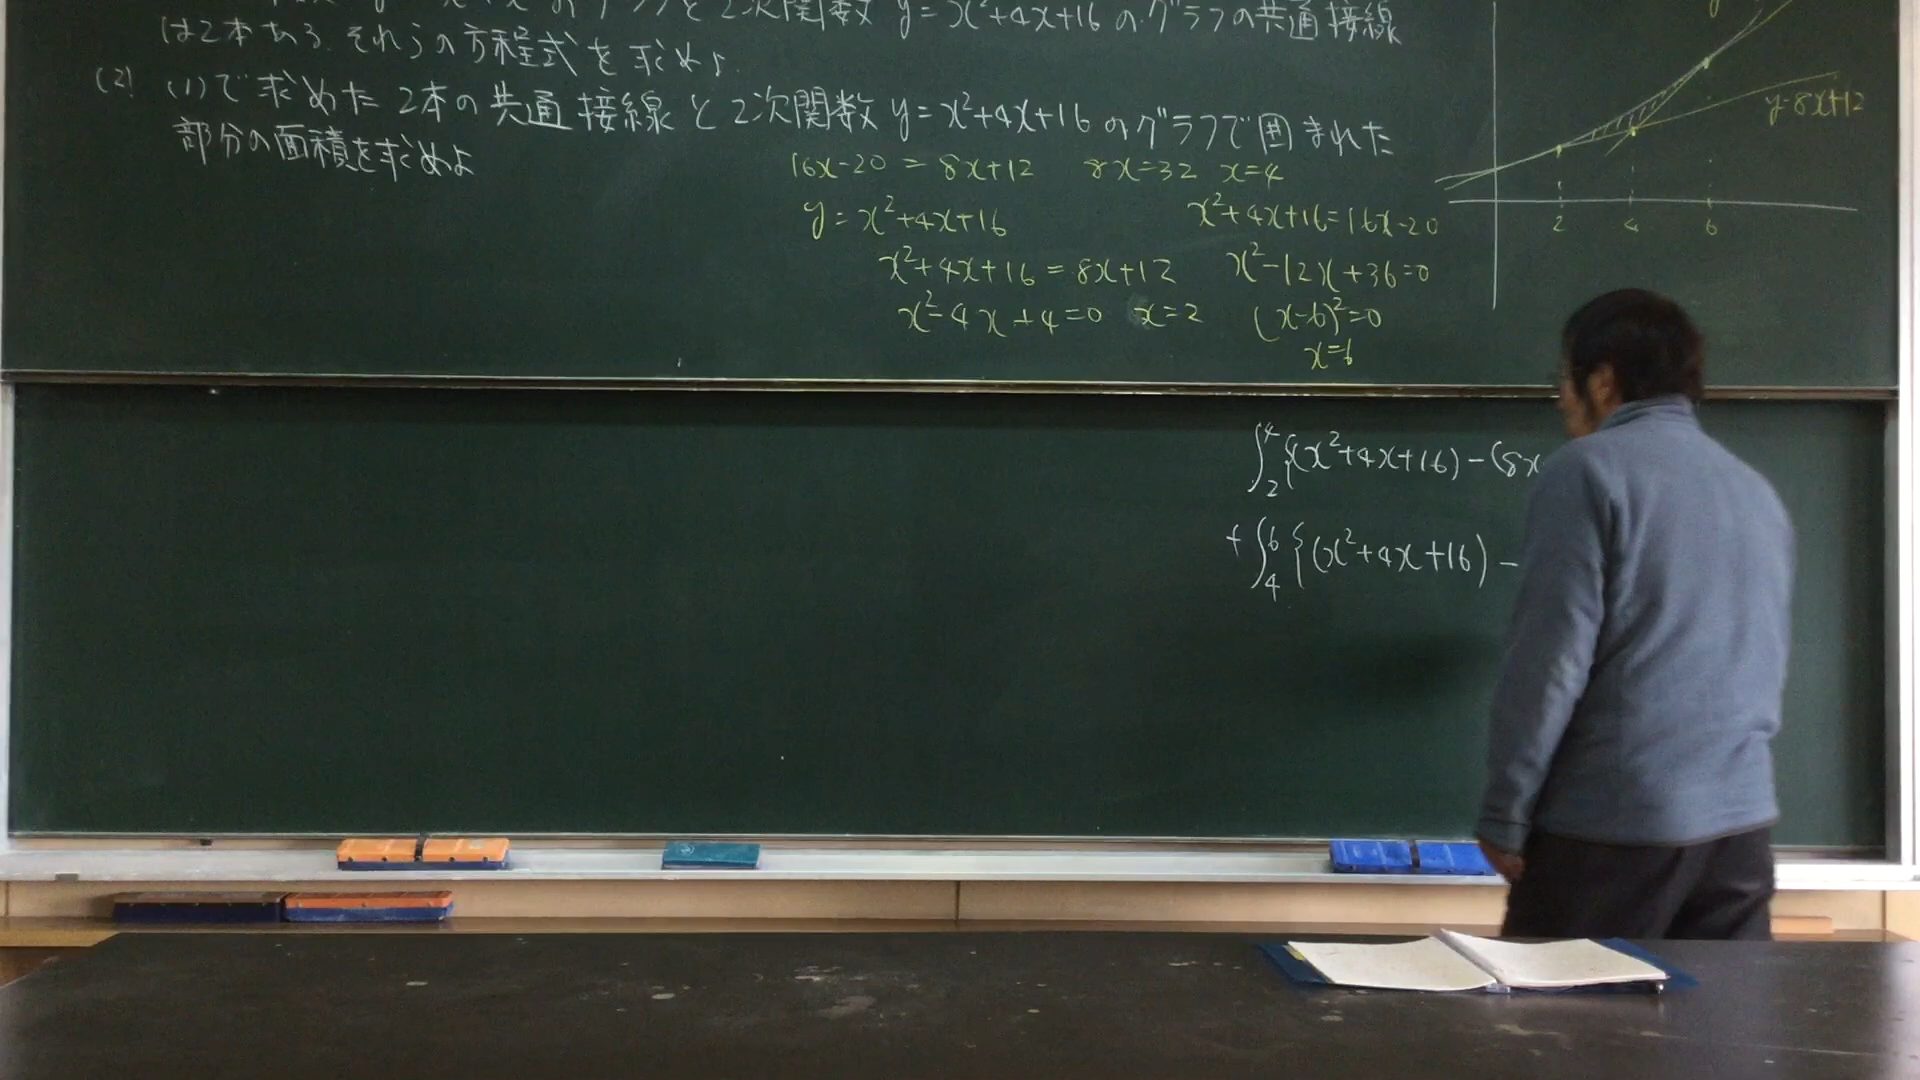 のグラフと2次関数 y=x²+4x+16 のグラフの共通接線
は2本ある. それらの方程式を求めよ.
(2) (1)で求めた2本の共通接線と2次関数 y=x²+4x+16 のグラフで囲まれた
部分の面積を求めよ
16x-20 = 8x+12 8x=32 x=4
y=x²+4x+16
x²+4x+16=8x+12
x²-4x+4=0 x=2
x²+4x+16=16x-20
x²-12x+36=0
(x-6)²=0
x=6
y=8x+12
2 4 6
∫₂⁴{(x²+4x+16)-(8x
+∫₄⁶{(x²+4x+16)-